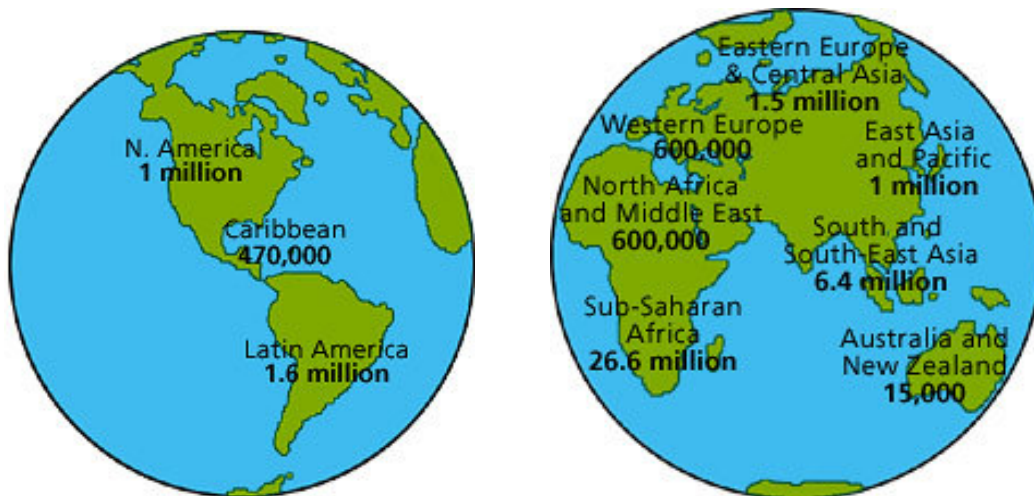 N. America
1 million
Caribbean
470,000
Latin America
1.6 million
Eastern Europe
& Central Asia
1.5 million
Western Europe
600,000
East Asia
and Pacific
1 million
North Africa
and Middle East
600,000
South and
South-East Asia
6.4 million
Sub-Saharan
Africa
26.6 million
Australia and
New Zealand
15,000